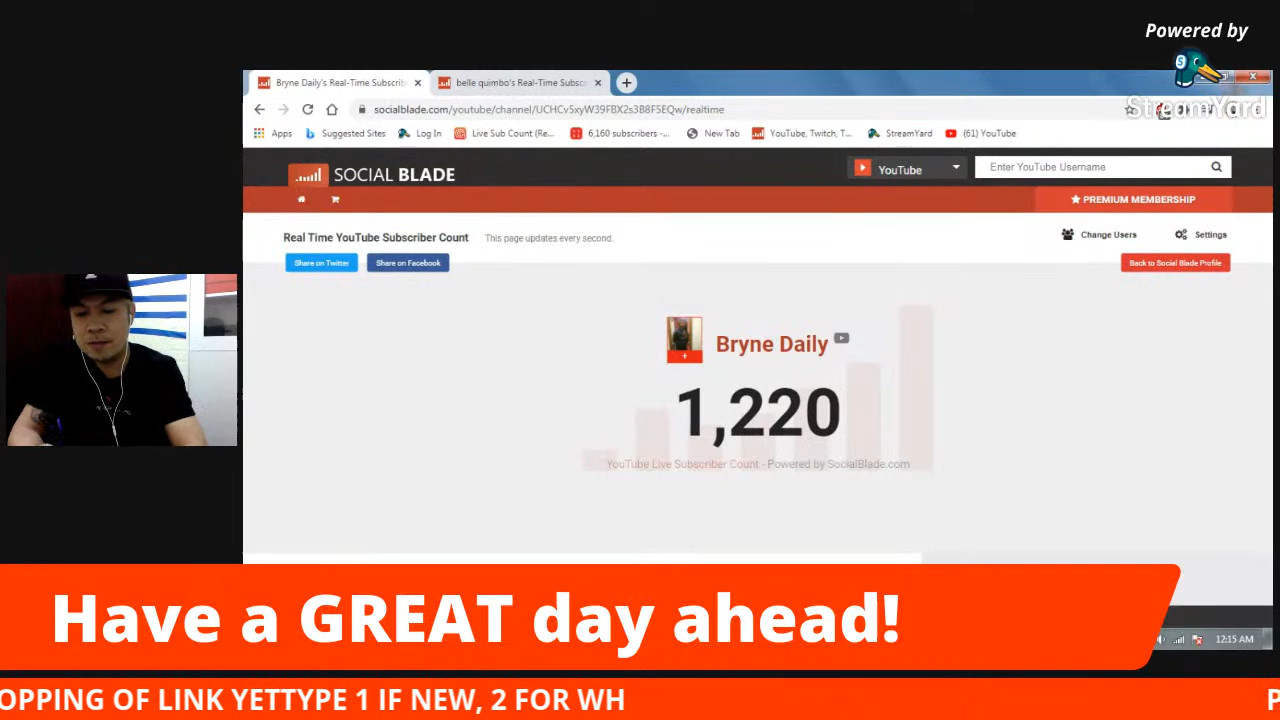 Powered by
StreamYard
Bryne Daily's Real-Time Subscrib
belle quimbo's Real-Time Subsc
socialblade.com/youtube/channel/UCHCv5xyW39FBX2s3B8F5EQw/realtime
Apps Suggested Sites Log In Live Sub Count (Re... 6,160 subscribers -... New Tab YouTube, Twitch, T... StreamYard (61) YouTube
SOCIAL BLADE
YouTube
Enter YouTube Username
PREMIUM MEMBERSHIP
Real Time YouTube Subscriber Count This page updates every second.
Change Users Settings
Share on Twitter Share on Facebook
Back to Social Blade Profile
Bryne Daily
1,220
YouTube Live Subscriber Count - Powered by SocialBlade.com
Have a GREAT day ahead!
12:15 AM
OPPING OF LINK YETTYPE 1 IF NEW, 2 FOR WH
P